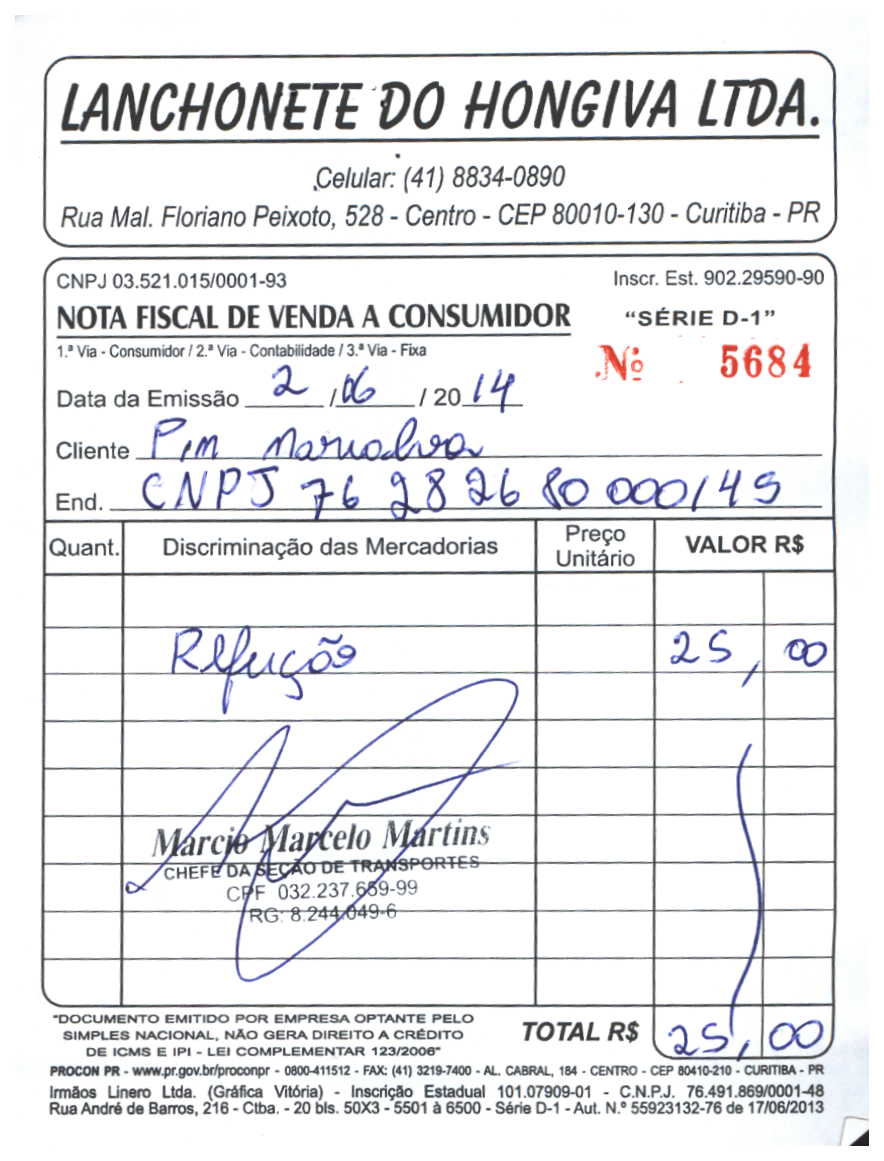 LANCHONETE DO HONGIVA LTDA.
Celular: (41) 8834-0890
Rua Mal. Floriano Peixoto, 528 - Centro - CEP 80010-130 - Curitiba - PR
CNPJ 03.521.015/0001-93 Inscr. Est. 902.29590-90
NOTA FISCAL DE VENDA A CONSUMIDOR "SÉRIE D-1"
1.ª Via - Consumidor / 2.ª Via - Contabilidade / 3.ª Via - Fixa
Nº 5684
Data da Emissão 2 / 06 / 20 14
Cliente P,m Marialva
End. CNPJ 76 282680 000/45
Quant. Discriminação das Mercadorias Preço Unitário VALOR R$
Refeição 25,00
Marcio Marcelo Martins
CHEFE DA SEÇÃO DE TRANSPORTES
CPF 032.237.659-99
RG: 8.244.049-6
"DOCUMENTO EMITIDO POR EMPRESA OPTANTE PELO
SIMPLES NACIONAL, NÃO GERA DIREITO A CRÉDITO
DE ICMS E IPI - LEI COMPLEMENTAR 123/2006"
TOTAL R$ 25,00
PROCON PR - www.pr.gov.br/proconpr - 0800-411512 - FAX: (41) 3219-7400 - AL. CABRAL, 184 - CENTRO - CEP 80410-210 - CURITIBA - PR
Irmãos Linero Ltda. (Gráfica Vitória) - Inscrição Estadual 101.07909-01 - C.N.P.J. 76.491.869/0001-48
Rua André de Barros, 216 - Ctba. - 20 bls. 50X3 - 5501 à 6500 - Série D-1 - Aut. N.º 55923132-76 de 17/06/2013